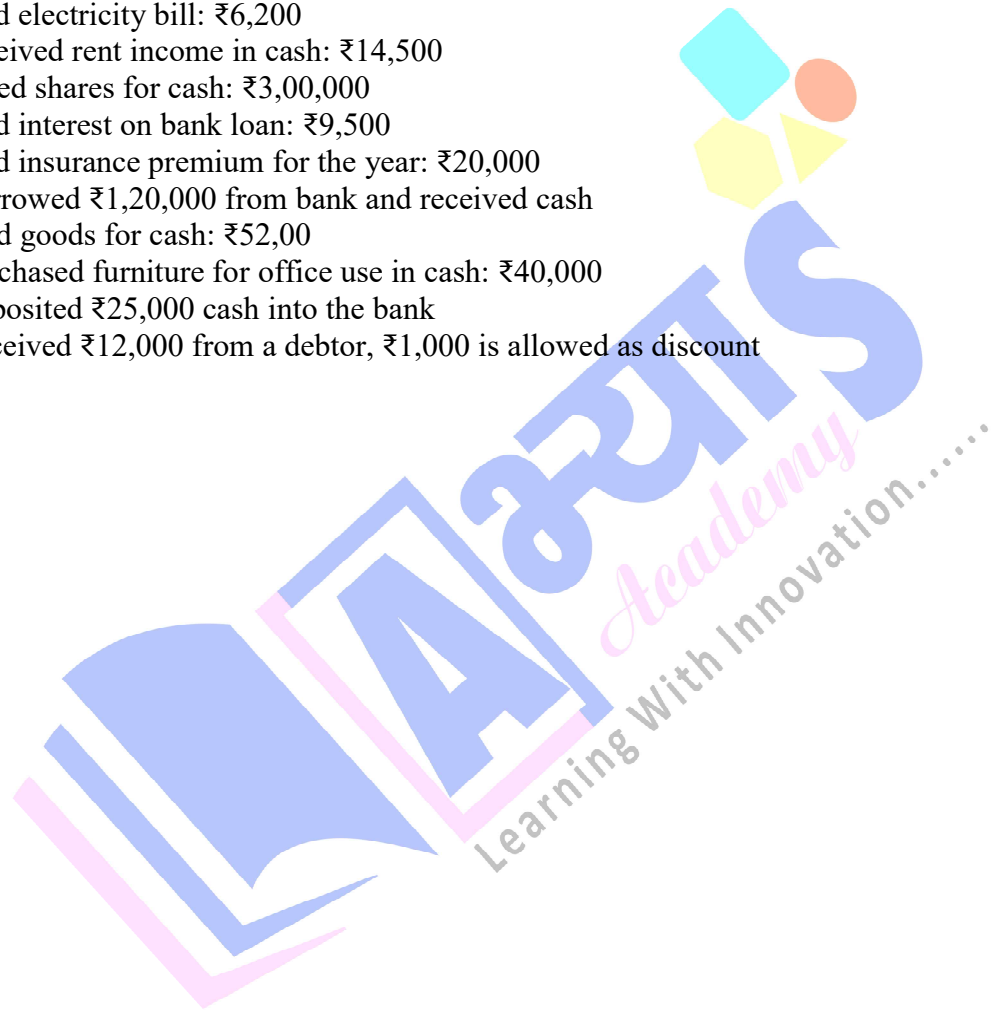 d electricity bill: ₹6,200
eived rent income in cash: ₹14,500
ed shares for cash: ₹3,00,000
d interest on bank loan: ₹9,500
d insurance premium for the year: ₹20,000
rrowed ₹1,20,000 from bank and received cash
d goods for cash: ₹52,00
chased furniture for office use in cash: ₹40,000
posited ₹25,000 cash into the bank
ceived ₹12,000 from a debtor, ₹1,000 is allowed as discount
A
भ्याS
Academy
Learning With Innovation......